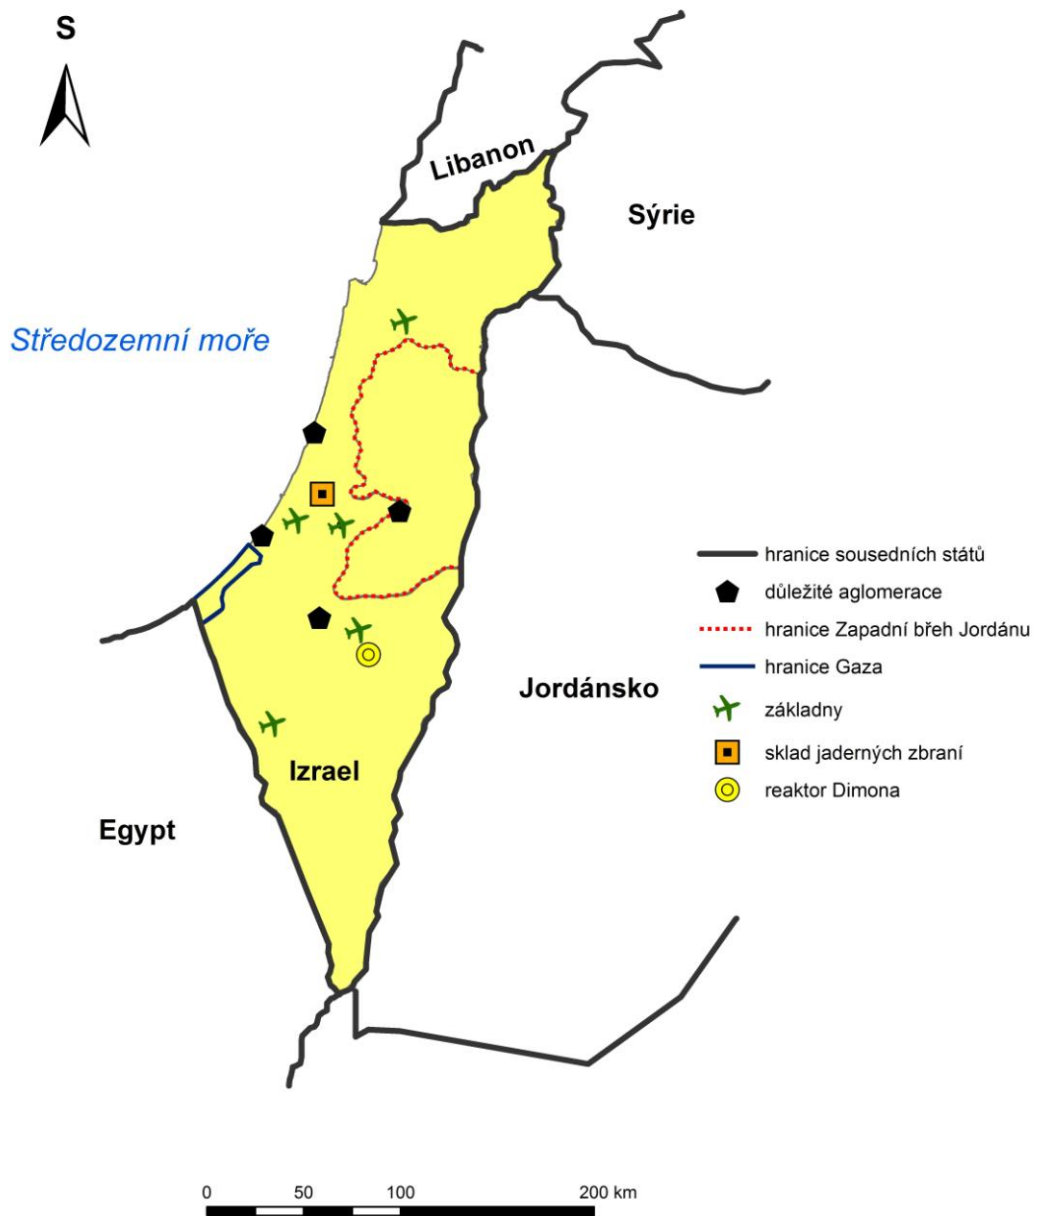 S
Libanon
Sýrie
Středozemní moře
hranice sousedních států
důležité aglomerace
hranice Zapadní břeh Jordánu
hranice Gaza
základny
sklad jaderných zbraní
reaktor Dimona
Jordánsko
Izrael
Egypt
0 50 100 200 km